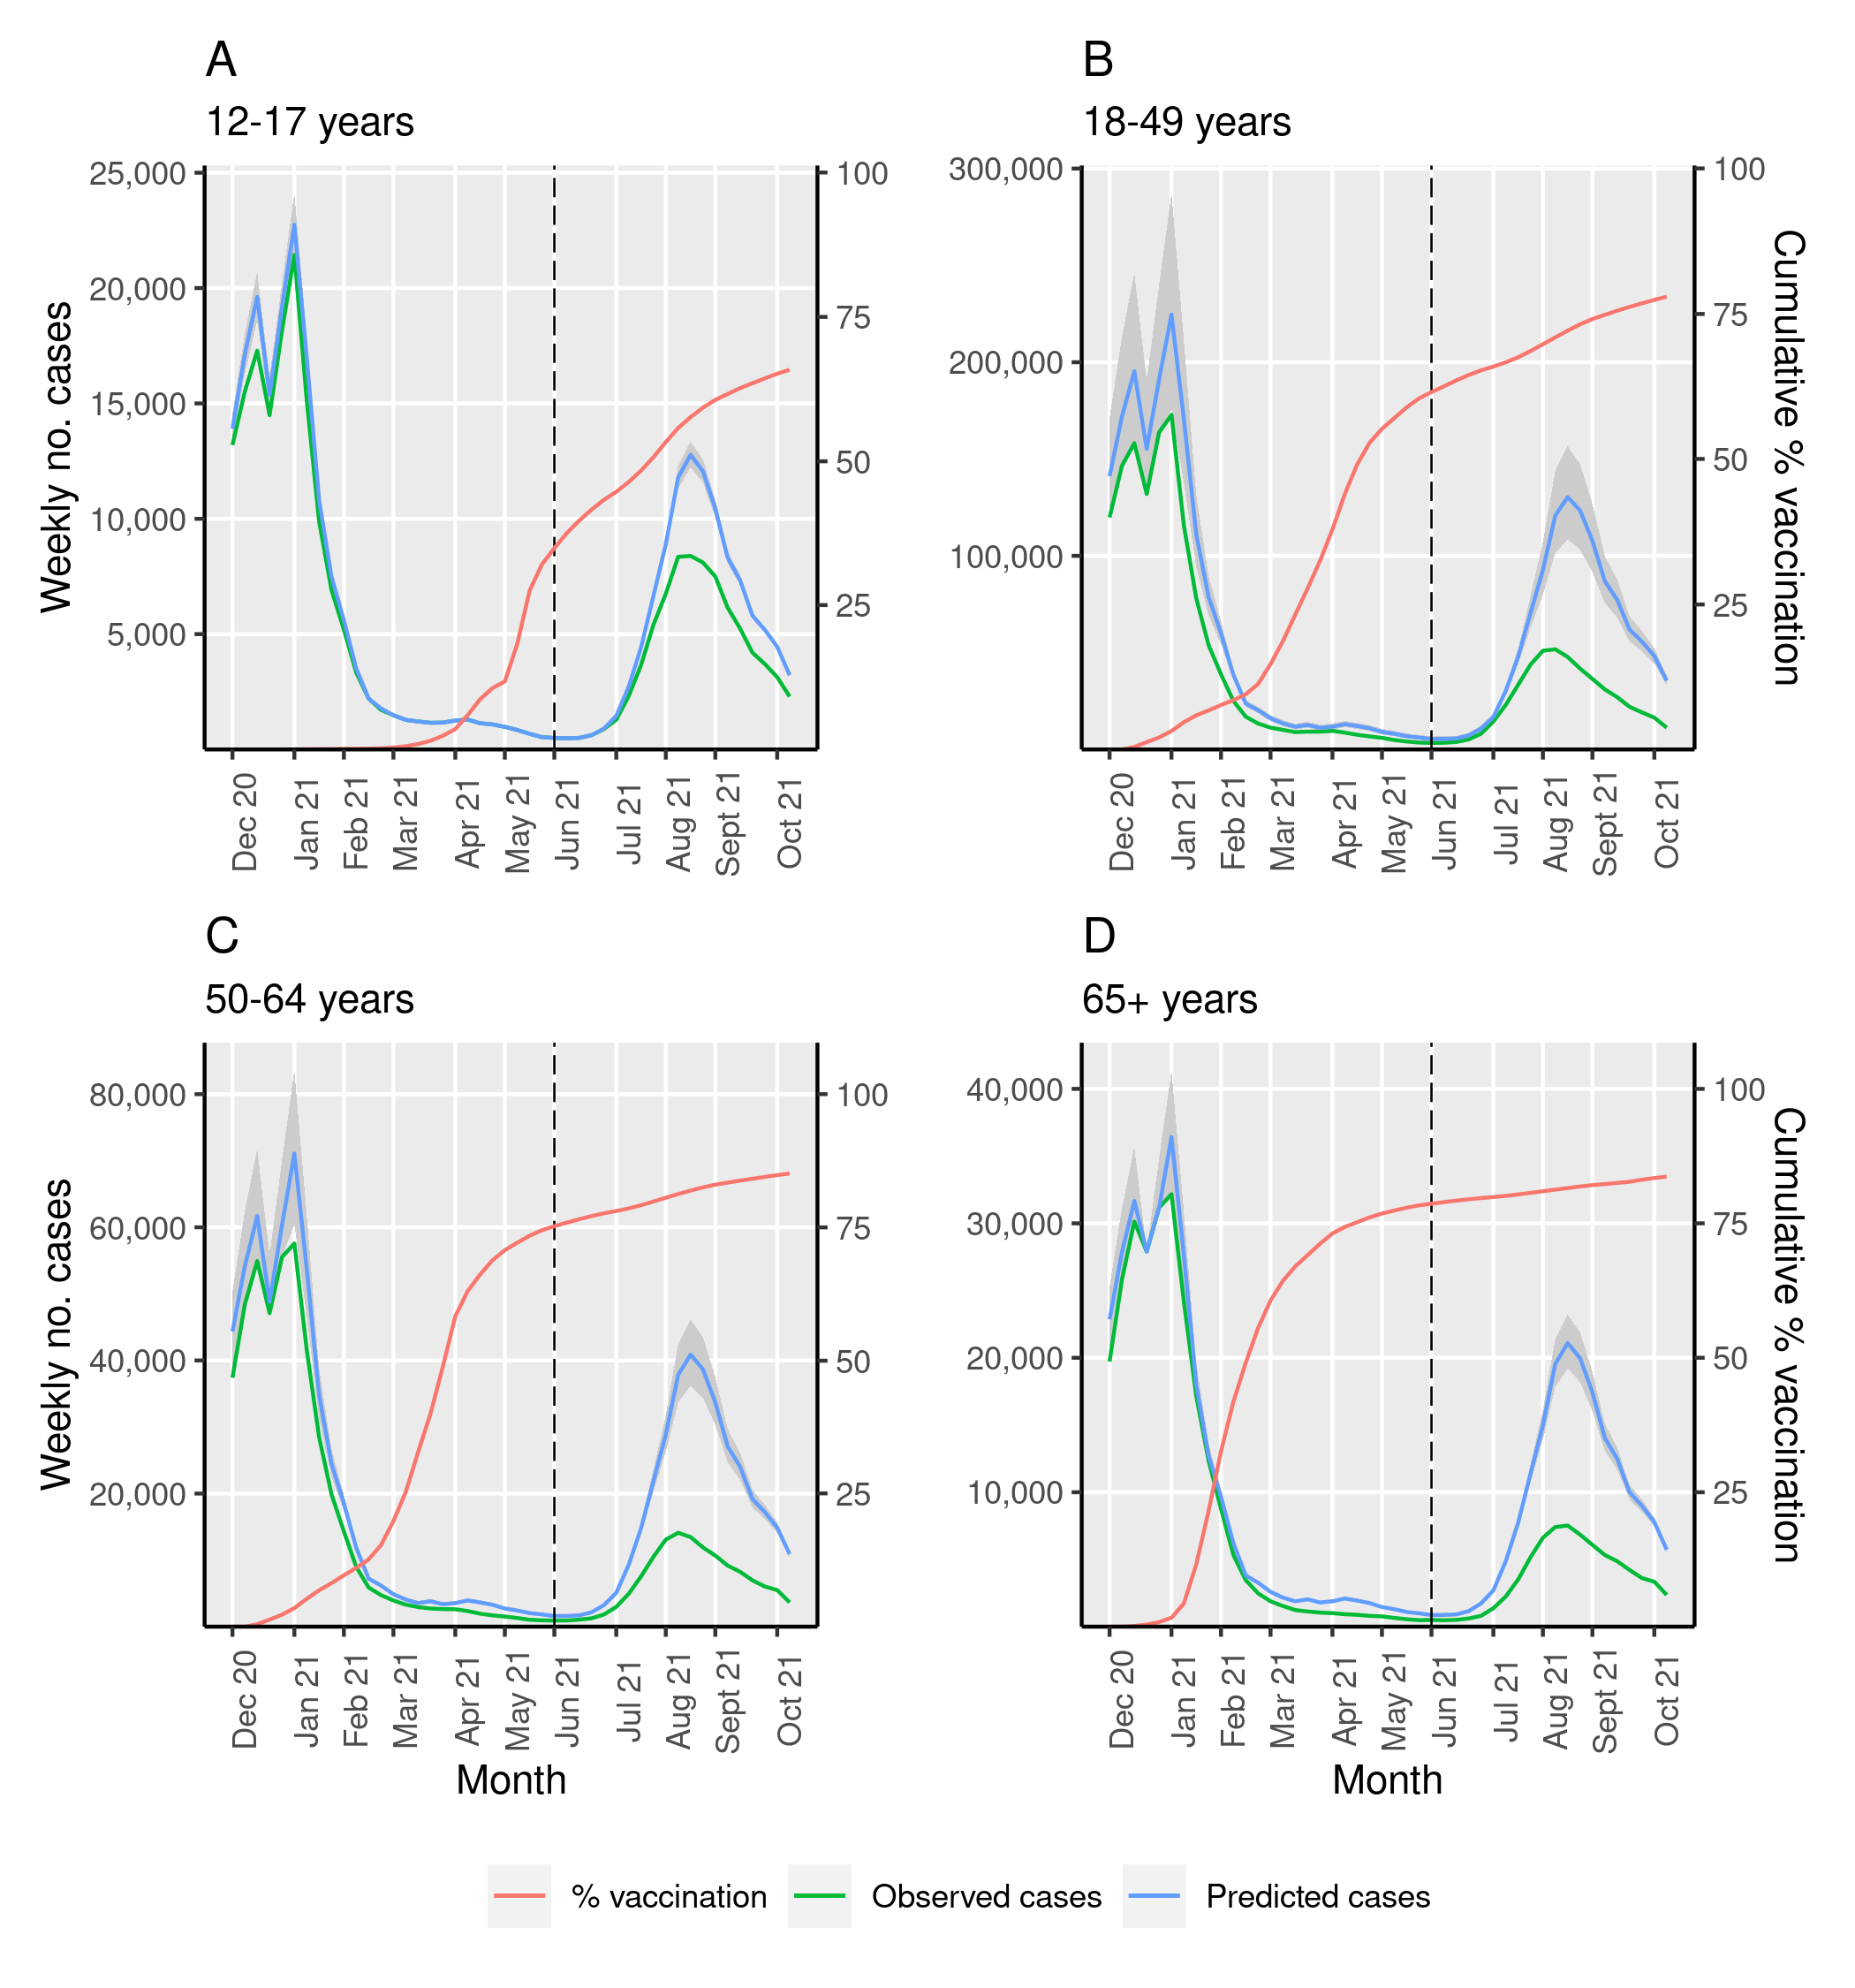 A
12-17 years
Weekly no. cases
25,000
20,000
15,000
10,000
5,000
100
75
50
25
Dec 20
Jan 21
Feb 21
Mar 21
Apr 21
May 21
Jun 21
Jul 21
Aug 21
Sept 21
Oct 21
B
18-49 years
300,000
200,000
100,000
100
75
50
25
Cumulative % vaccination
Dec 20
Jan 21
Feb 21
Mar 21
Apr 21
May 21
Jun 21
Jul 21
Aug 21
Sept 21
Oct 21
C
50-64 years
Weekly no. cases
80,000
60,000
40,000
20,000
100
75
50
25
Dec 20
Jan 21
Feb 21
Mar 21
Apr 21
May 21
Jun 21
Jul 21
Aug 21
Sept 21
Oct 21
Month
D
65+ years
40,000
30,000
20,000
10,000
100
75
50
25
Cumulative % vaccination
Dec 20
Jan 21
Feb 21
Mar 21
Apr 21
May 21
Jun 21
Jul 21
Aug 21
Sept 21
Oct 21
Month
% vaccination
Observed cases
Predicted cases